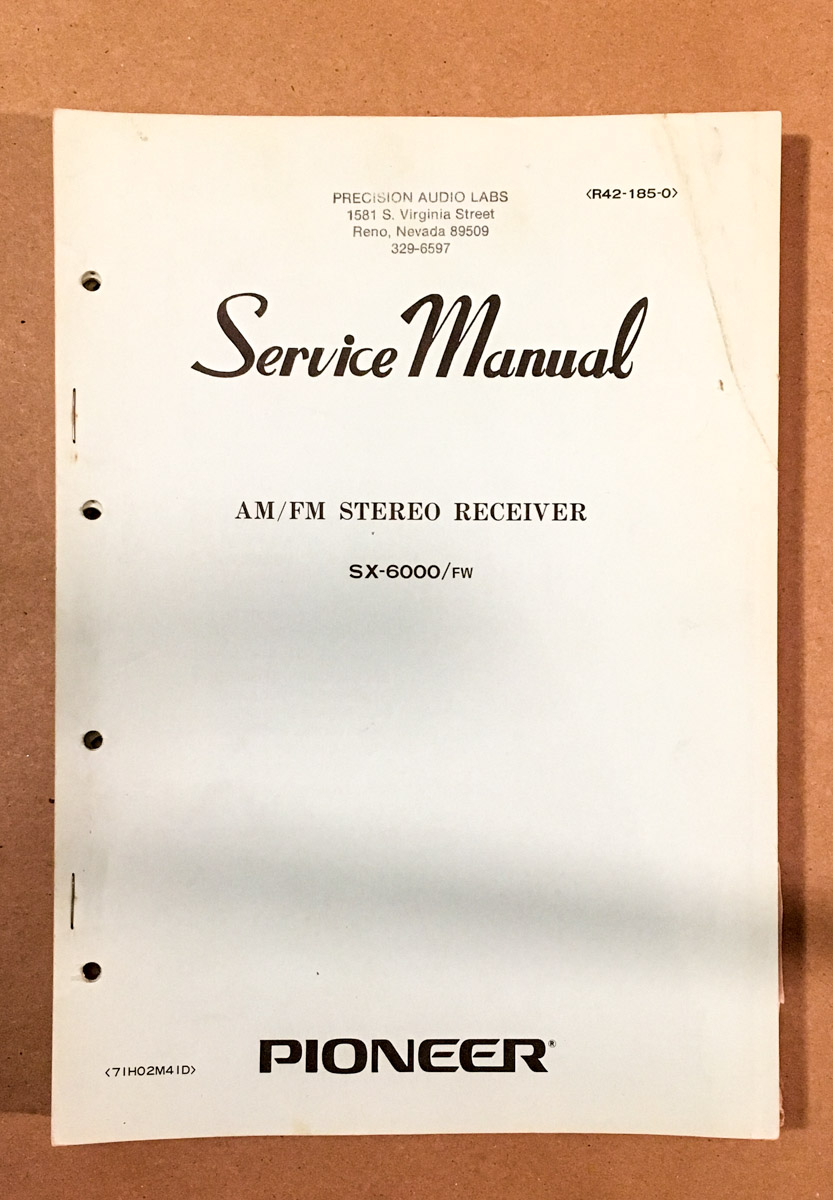 PRECISION AUDIO LABS
1581 S. Virginia Street
Reno, Nevada 89509
329-6597
<R42-185-0>
Service Manual
AM/FM STEREO RECEIVER
SX-6000/FW
PIONEER®
<71H02M41D>